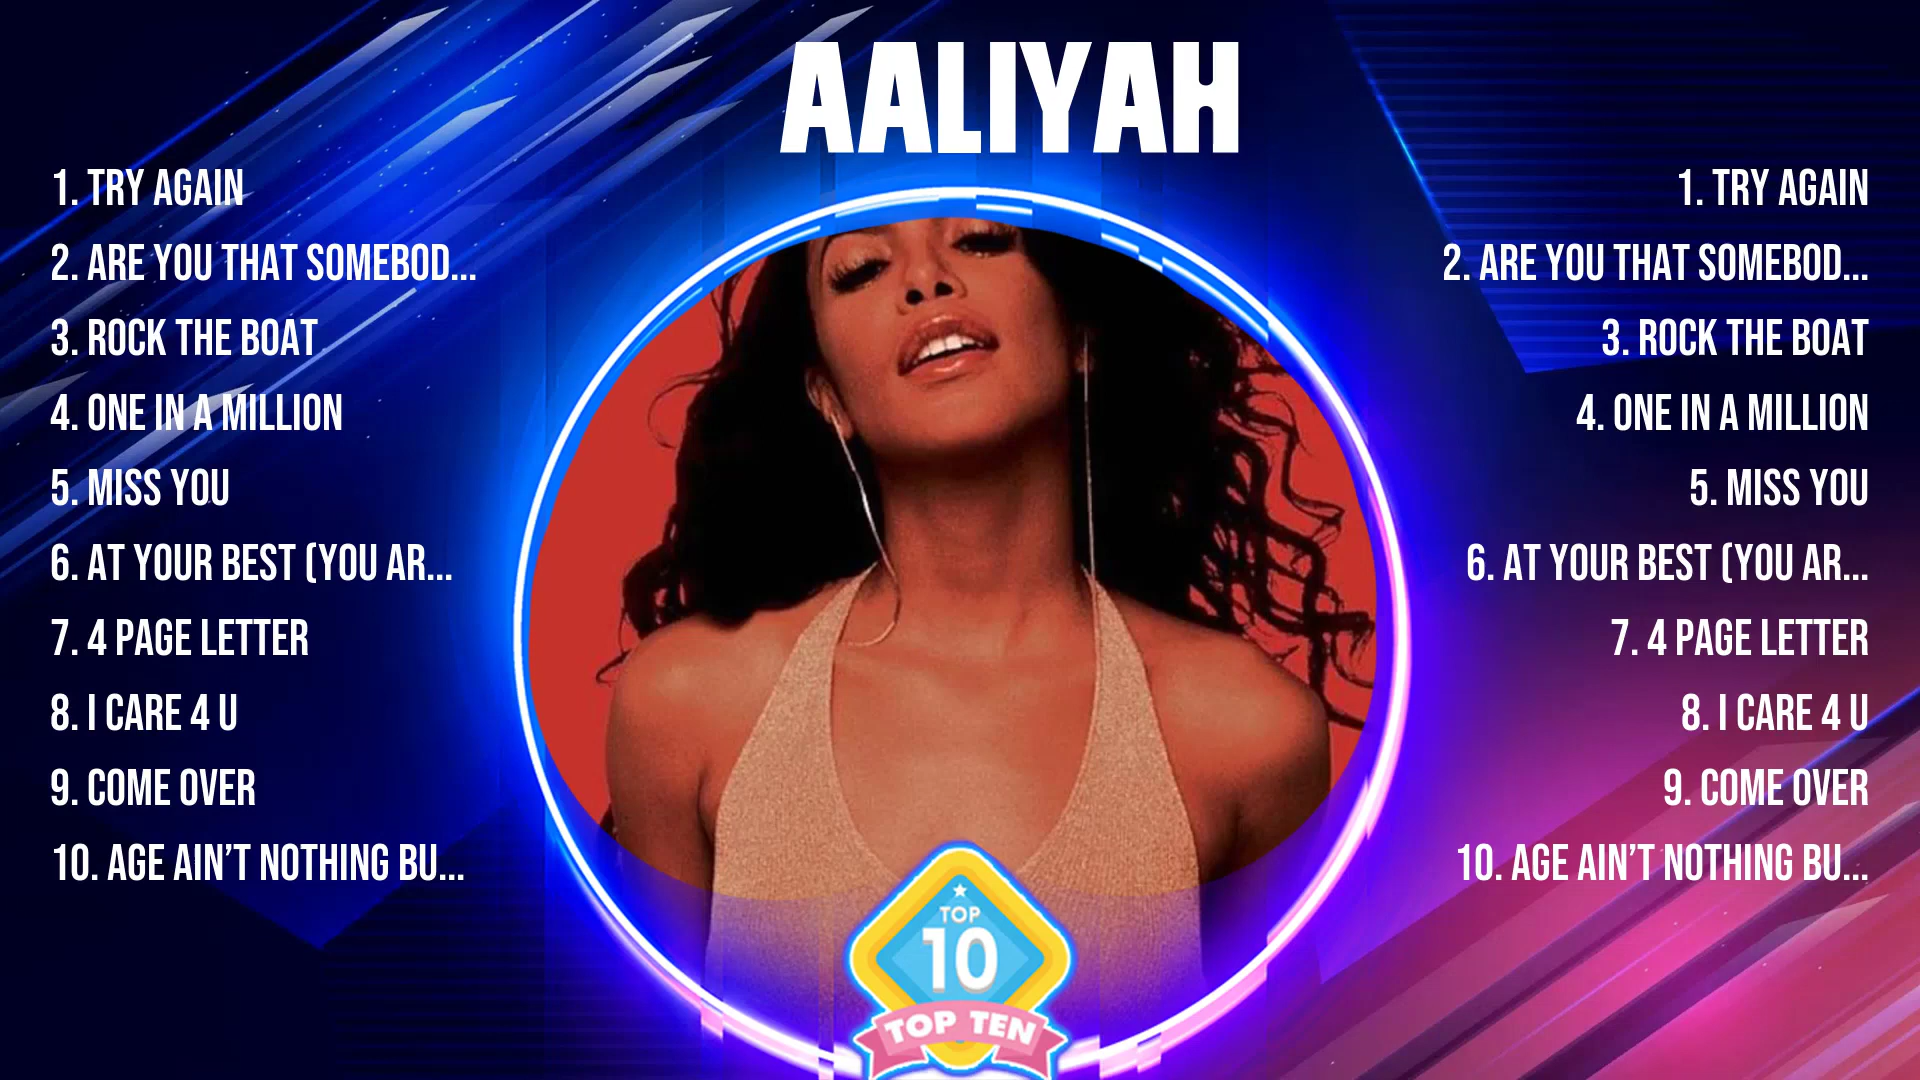 AALIYAH
1. TRY AGAIN
2. ARE YOU THAT SOMEBOD...
3. ROCK THE BOAT
4. ONE IN A MILLION
5. MISS YOU
6. AT YOUR BEST (YOU AR...
7. 4 PAGE LETTER
8. I CARE 4 U
9. COME OVER
10. AGE AIN’T NOTHING BU...
1. TRY AGAIN
2. ARE YOU THAT SOMEBOD...
3. ROCK THE BOAT
4. ONE IN A MILLION
5. MISS YOU
6. AT YOUR BEST (YOU AR...
7. 4 PAGE LETTER
8. I CARE 4 U
9. COME OVER
10. AGE AIN’T NOTHING BU...
TOP
10
TOP TEN